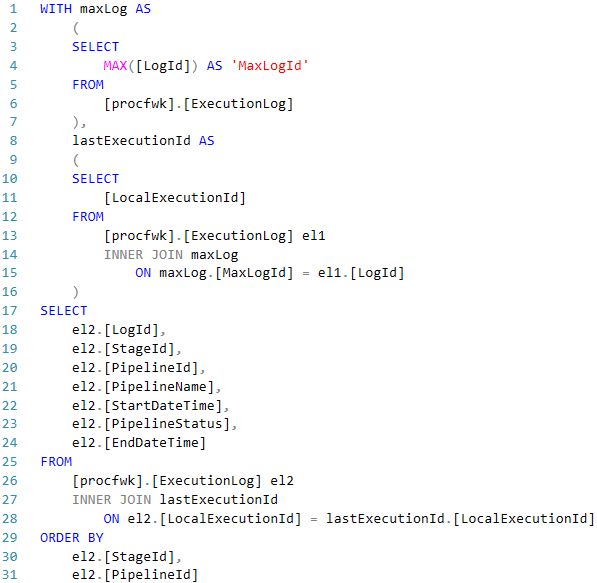 1 WITH maxLog AS
2 (
3 SELECT
4 MAX([LogId]) AS 'MaxLogId'
5 FROM
6 [procfwk].[ExecutionLog]
7 ),
8 lastExecutionId AS
9 (
10 SELECT
11 [LocalExecutionId]
12 FROM
13 [procfwk].[ExecutionLog] el1
14 INNER JOIN maxLog
15 ON maxLog.[MaxLogId] = el1.[LogId]
16 )
17 SELECT
18 el2.[LogId],
19 el2.[StageId],
20 el2.[PipelineId],
21 el2.[PipelineName],
22 el2.[StartDateTime],
23 el2.[PipelineStatus],
24 el2.[EndDateTime]
25 FROM
26 [procfwk].[ExecutionLog] el2
27 INNER JOIN lastExecutionId
28 ON el2.[LocalExecutionId] = lastExecutionId.[LocalExecutionId]
29 ORDER BY
30 el2.[StageId],
31 el2.[PipelineId]